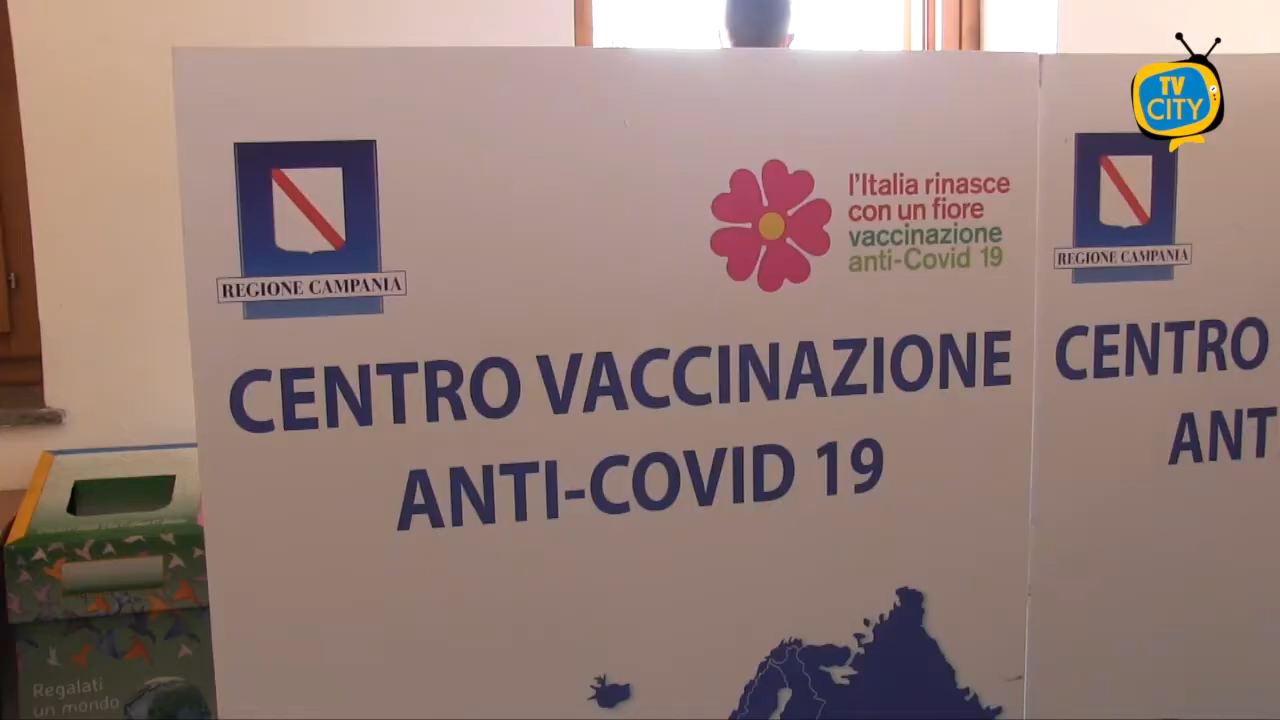 TV
CITY
REGIONE CAMPANIA
l'Italia rinasce
con un fiore
vaccinazione
anti-Covid 19
CENTRO VACCINAZIONE
ANTI-COVID 19
REGIONE CAMPANIA
CENTRO
ANT
Regalati
un mondo